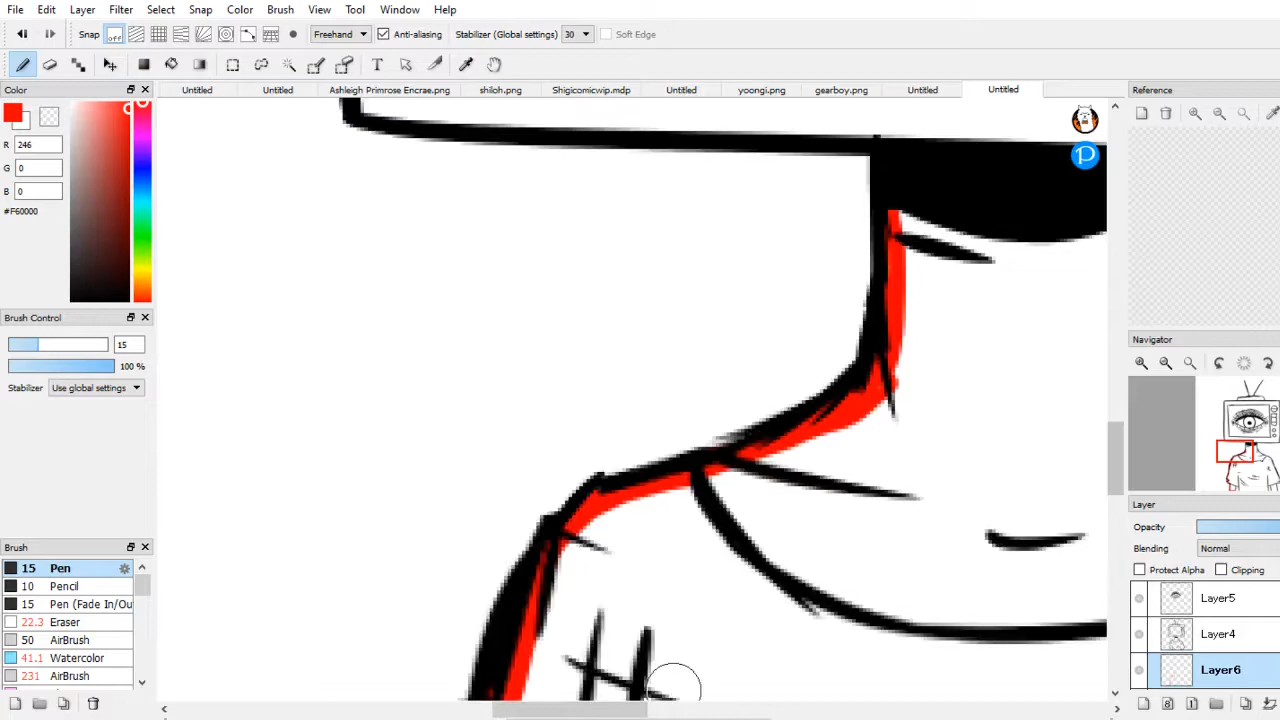 File Edit Layer Filter Select Snap Color Brush View Tool Window Help
Snap off Freehand Anti-aliasing Stabilizer (Global settings) 30 Soft Edge
Color
Untitled Untitled Ashleigh Primrose Encrae.png shiloh.png Shigicomicwip.mdp Untitled yoongi.png gearboy.png Untitled Untitled
Reference
R 246
G 0
B 0
#F60000
Brush Control
15
100 %
Stabilizer Use global settings
Navigator
Layer
Opacity
Blending Normal
Protect Alpha Clipping
Layer5
Layer4
Layer6
Brush
15 Pen
10 Pencil
15 Pen (Fade In/Ou
22.3 Eraser
50 AirBrush
41.1 Watercolor
231 AirBrush